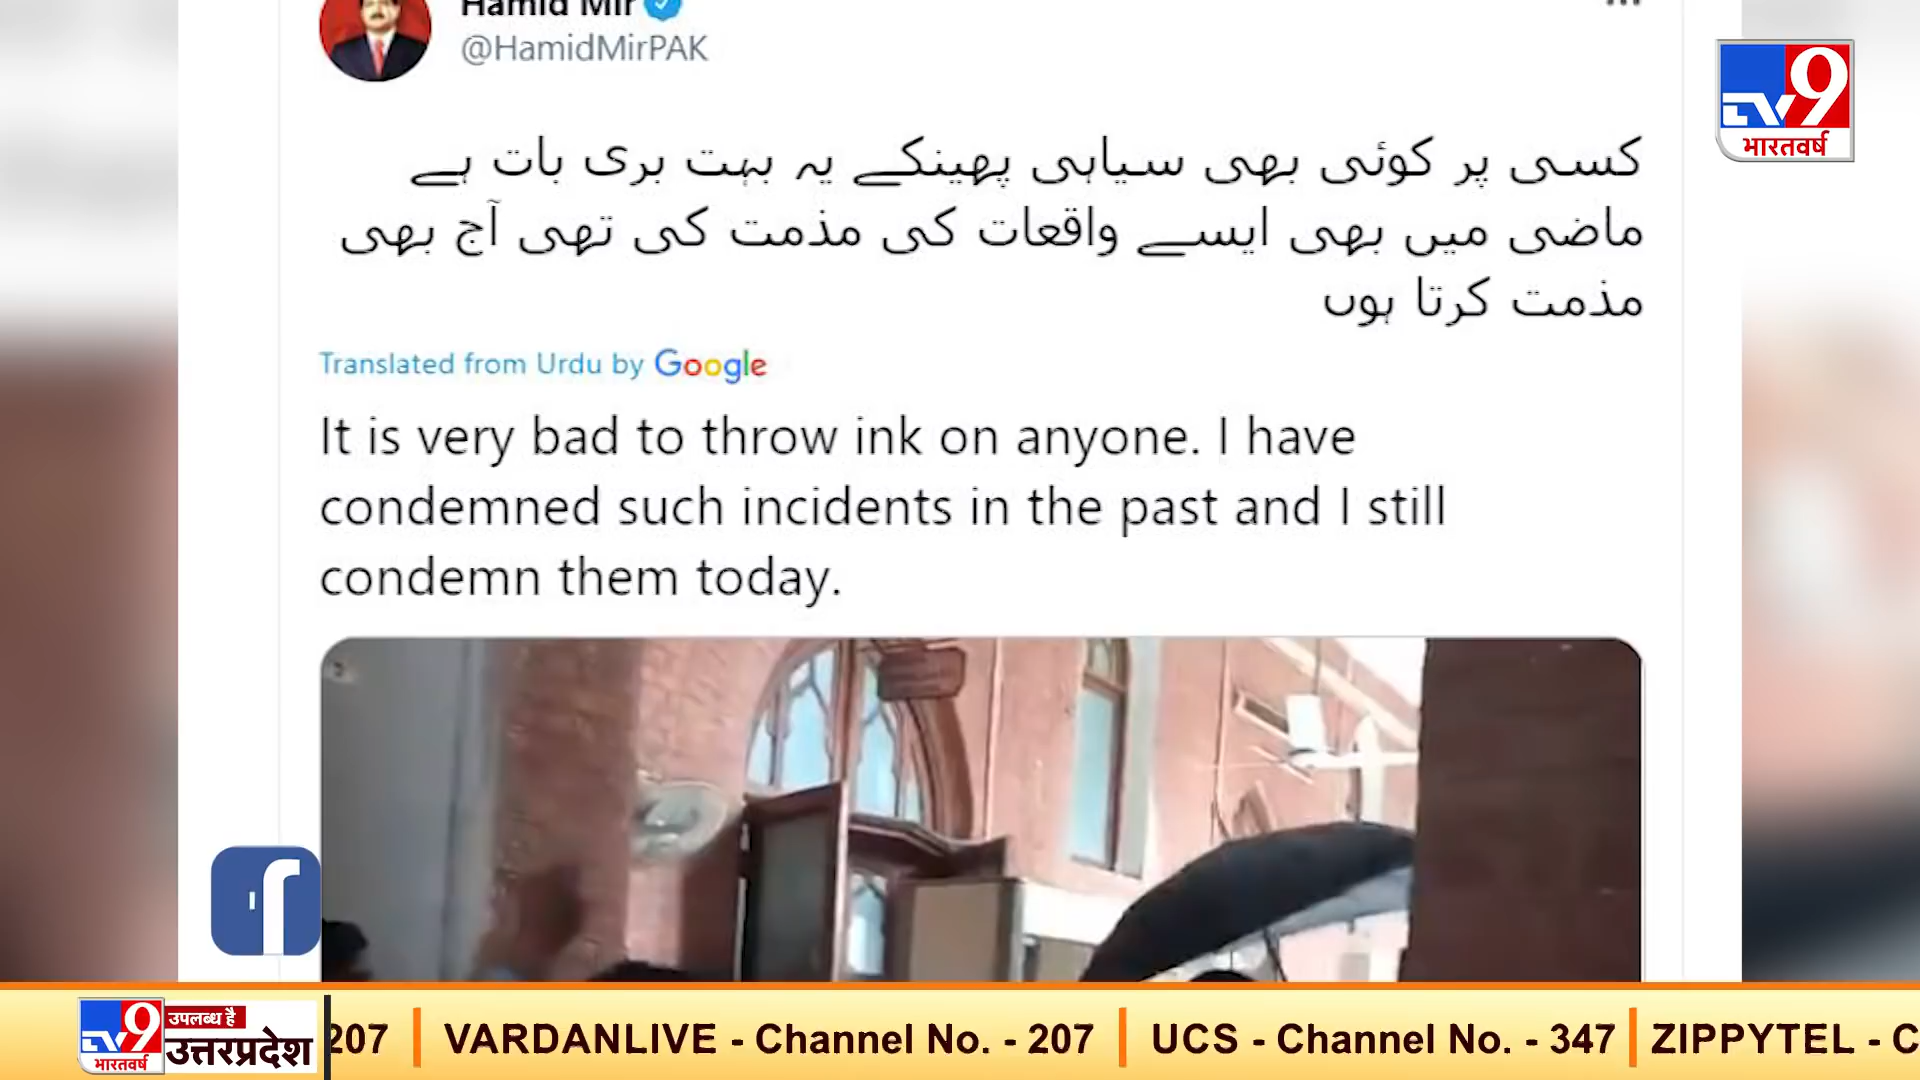 Hamid Mir
@HamidMirPAK
TV9
भारतवर्ष
کسی پر کوئی بھی سیاہی پھینکے یہ بہت بری بات ہے
ماضی میں بھی ایسے واقعات کی مذمت کی تھی آج بھی
مذمت کرتا ہوں
Translated from Urdu by Google
It is very bad to throw ink on anyone. I have
condemned such incidents in the past and I still
condemn them today.
TV9
भारतवर्ष
उपलब्ध है
उत्तरप्रदेश
207 | VARDANLIVE - Channel No. - 207 | UCS - Channel No. - 347 | ZIPPYTEL - C